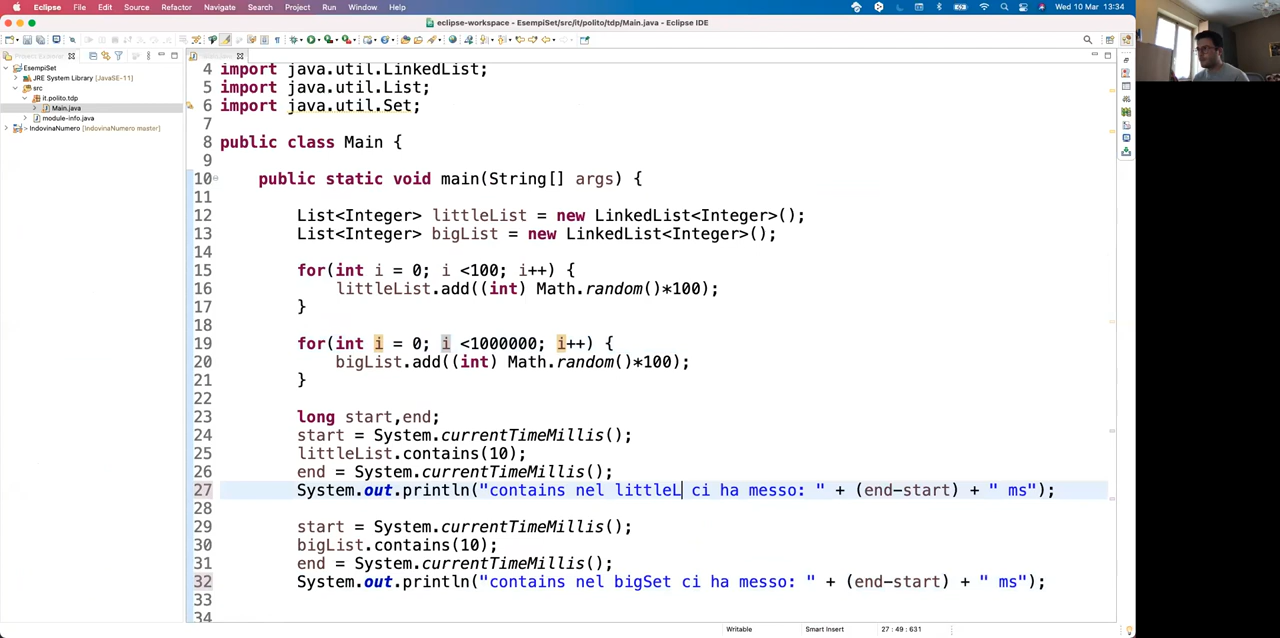 Eclipse File Edit Source Refactor Navigate Search Project Run Window Help Wed 10 Mar 13:34
eclipse-workspace - EsempiSet/src/it/polito/tdp/Main.java - Eclipse IDE
EsempiSet
JRE System Library [JavaSE-11]
src
it.polito.tdp
Main.java
module-info.java
> IndovinaNumero [IndovinaNumero master]
4 import java.util.LinkedList;
5 import java.util.List;
6 import java.util.Set;
7
8 public class Main {
9
10 public static void main(String[] args) {
11
12 List<Integer> littleList = new LinkedList<Integer>();
13 List<Integer> bigList = new LinkedList<Integer>();
14
15 for(int i = 0; i <100; i++) {
16 littleList.add((int) Math.random()*100);
17 }
18
19 for(int i = 0; i <1000000; i++) {
20 bigList.add((int) Math.random()*100);
21 }
22
23 long start,end;
24 start = System.currentTimeMillis();
25 littleList.contains(10);
26 end = System.currentTimeMillis();
27 System.out.println("contains nel littleL ci ha messo: " + (end-start) + " ms");
28
29 start = System.currentTimeMillis();
30 bigList.contains(10);
31 end = System.currentTimeMillis();
32 System.out.println("contains nel bigSet ci ha messo: " + (end-start) + " ms");
33
34
Writable Smart Insert 27 : 49 : 631